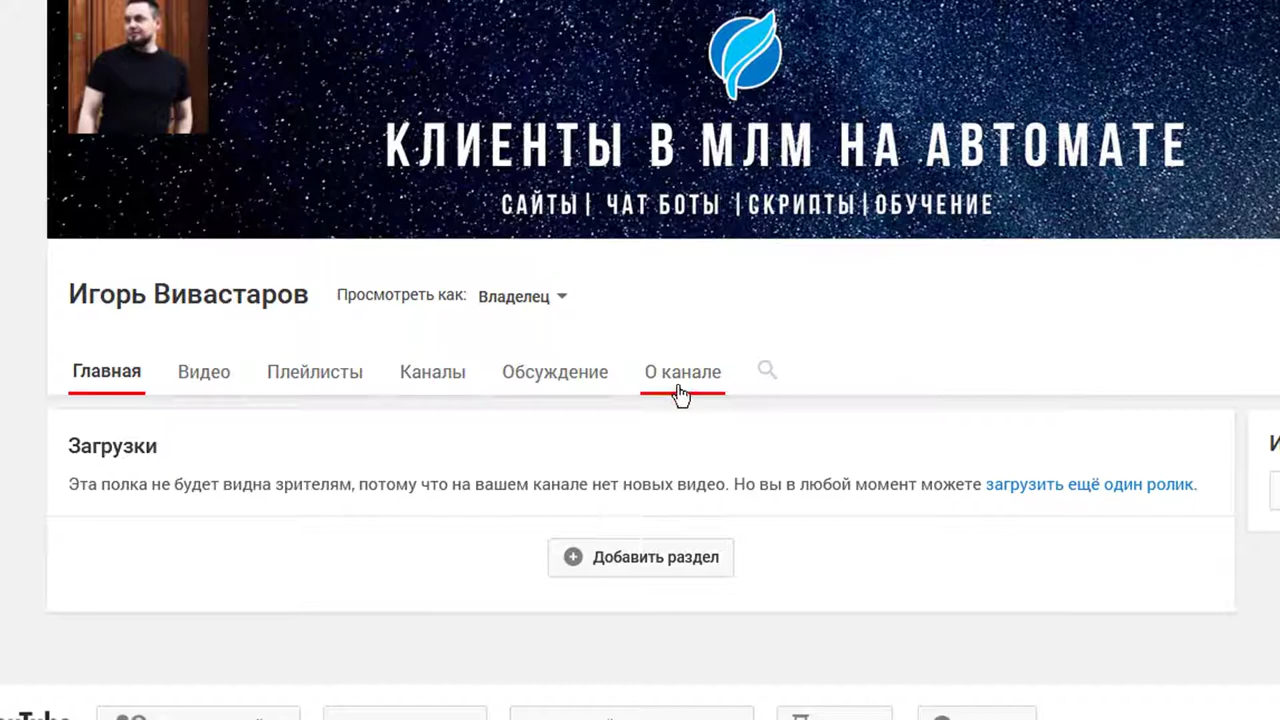 КЛИЕНТЫ В МЛМ НА АВТОМАТЕ
САЙТЫ| ЧАТ БОТЫ |СКРИПТЫ|ОБУЧЕНИЕ
Игорь Вивастаров Просмотреть как: Владелец
Главная Видео Плейлисты Каналы Обсуждение О канале
Загрузки
Эта полка не будет видна зрителям, потому что на вашем канале нет новых видео. Но вы в любой момент можете загрузить ещё один ролик.
Добавить раздел